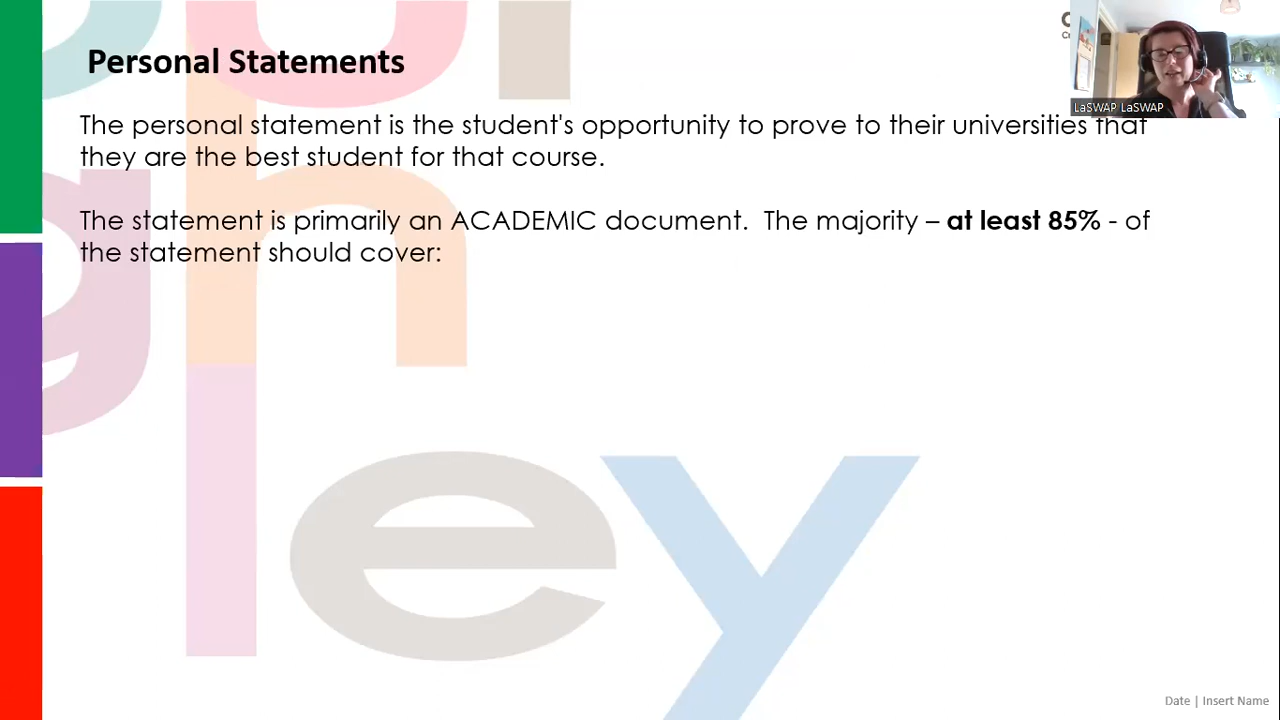 Personal Statements
LaSWAP LaSWAP
The personal statement is the student's opportunity to prove to their universities that
they are the best student for that course.
The statement is primarily an ACADEMIC document.  The majority – at least 85% - of
the statement should cover:
ley
Date | Insert Name